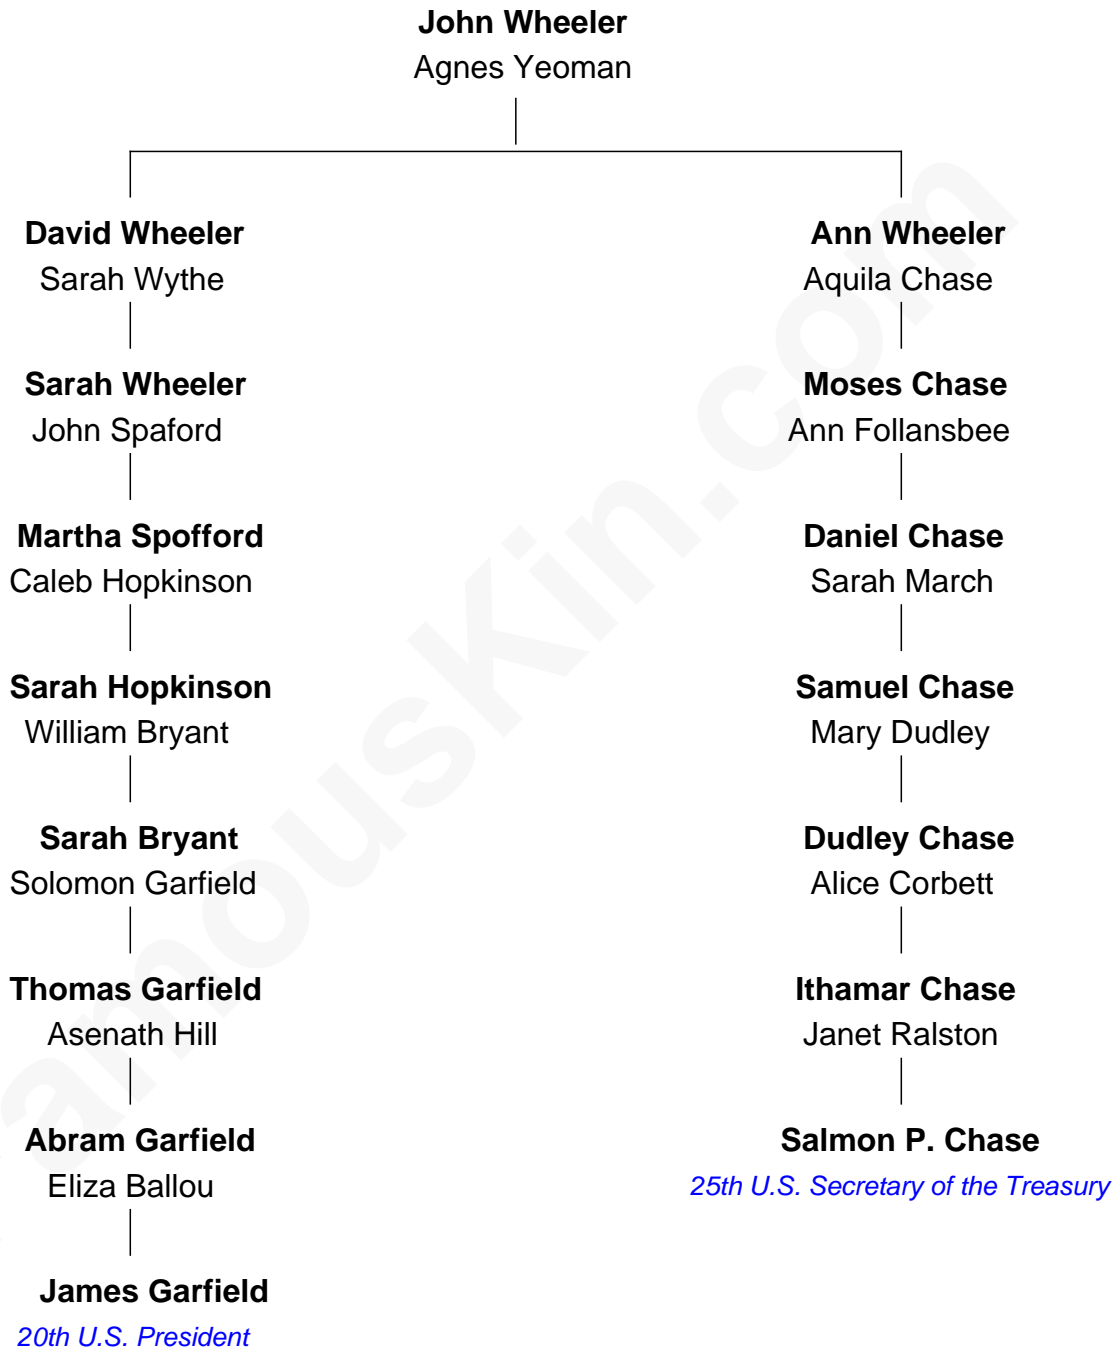 John Wheeler
Agnes Yeoman
David Wheeler
Sarah Wythe
Sarah Wheeler
John Spaford
Martha Spofford
Caleb Hopkinson
Sarah Hopkinson
William Bryant
Sarah Bryant
Solomon Garfield
Thomas Garfield
Asenath Hill
Abram Garfield
Eliza Ballou
James Garfield
20th U.S. President
Ann Wheeler
Aquila Chase
Moses Chase
Ann Follansbee
Daniel Chase
Sarah March
Samuel Chase
Mary Dudley
Dudley Chase
Alice Corbett
Ithamar Chase
Janet Ralston
Salmon P. Chase
25th U.S. Secretary of the Treasury
amouskin.com